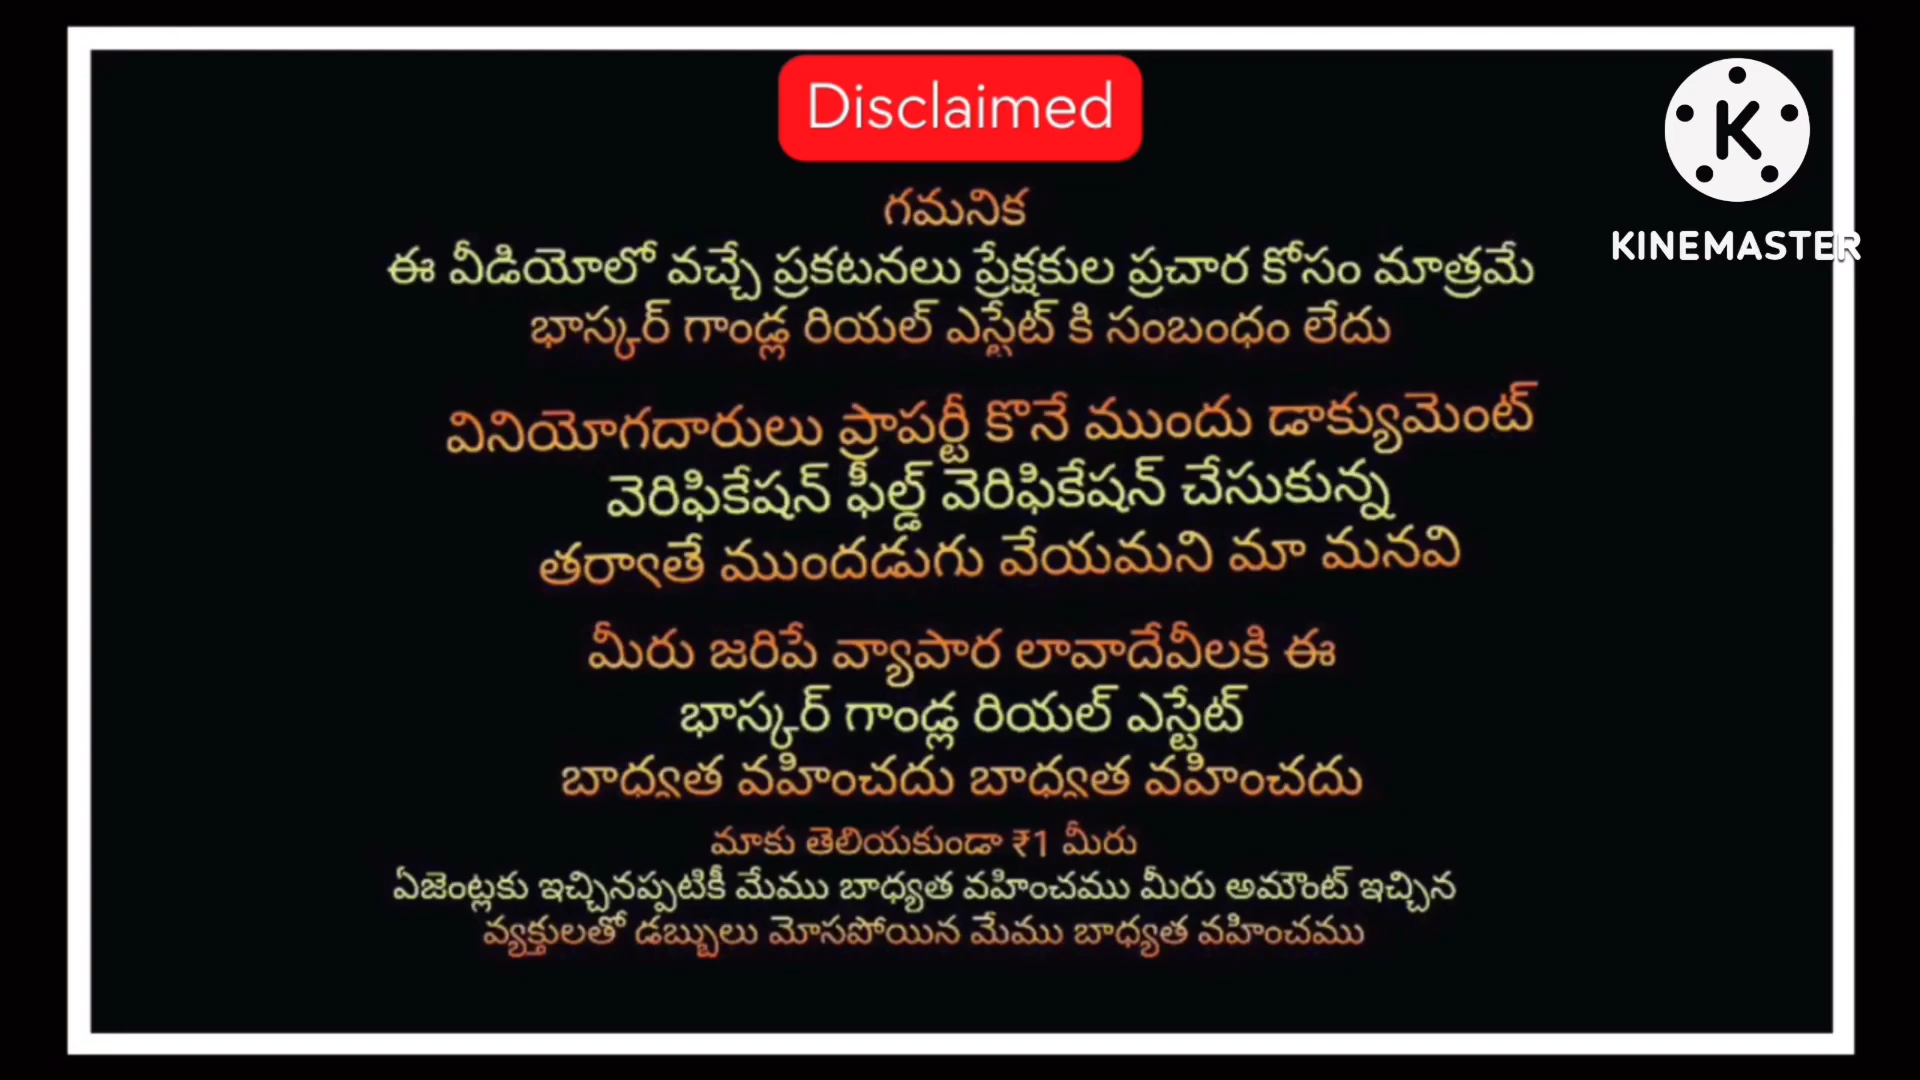 Disclaimed
K
KINEMASTER
గమనిక
ఈ వీడియోలో వచ్చే ప్రకటనలు ప్రేక్షకుల ప్రచార కోసం మాత్రమే
భాస్కర్ గాండ్ల రియల్ ఎస్టేట్ కి సంబంధం లేదు
వినియోగదారులు ప్రాపర్టీ కొనే ముందు డాక్యుమెంట్
వెరిఫికేషన్ ఫీల్డ్ వెరిఫికేషన్ చేసుకున్న
తర్వాతే ముందడుగు వేయమని మా మనవి
మీరు జరిపే వ్యాపార లావాదేవీలకి ఈ
భాస్కర్ గాండ్ల రియల్ ఎస్టేట్
బాధ్యత వహించదు బాధ్యత వహించదు
మాకు తెలియకుండా ₹1 మీరు
ఏజెంట్లకు ఇచ్చినప్పటికీ మేము బాధ్యత వహించము మీరు అమౌంట్ ఇచ్చిన
వ్యక్తులతో డబ్బులు మోసపోయిన మేము బాధ్యత వహించము